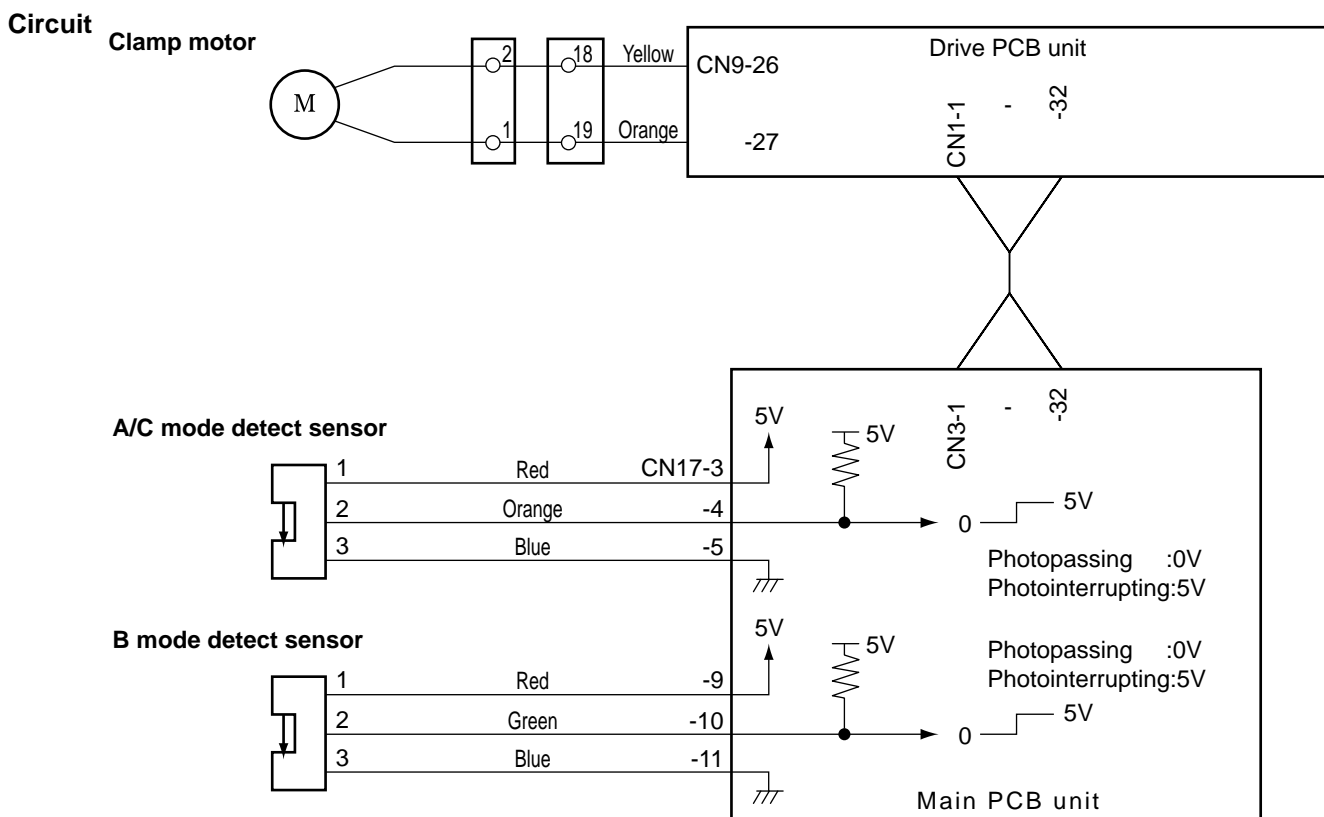 Circuit
Clamp motor
M
2
18
Yellow
CN9-26
1
19
Orange
-27
Drive PCB unit
CN1-1
-
-32
A/C mode detect sensor
1
Red
CN17-3
5V
2
Orange
-4
3
Blue
-5
5V
CN3-1
-
-32
0
5V
Photopassing :0V
Photointerrupting:5V
B mode detect sensor
1
Red
-9
5V
2
Green
-10
3
Blue
-11
5V
Photopassing :0V
Photointerrupting:5V
0
5V
Main PCB unit